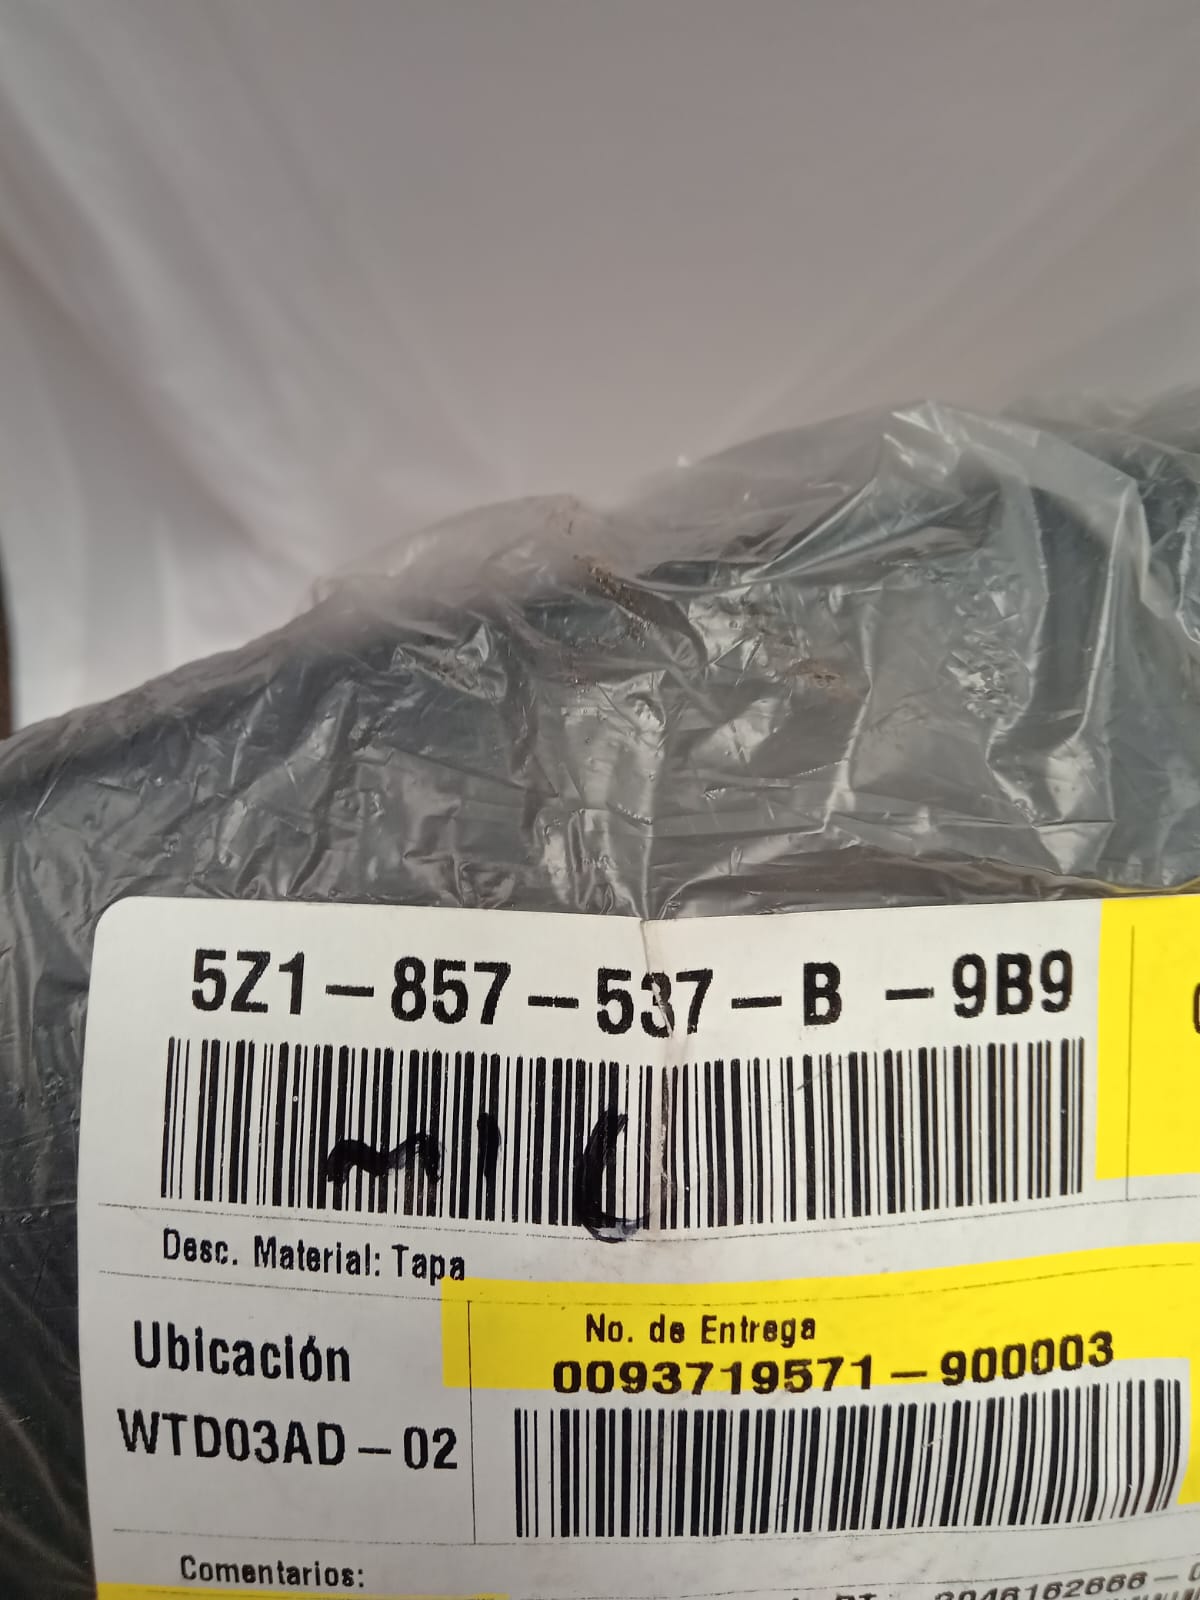 5Z1-857-537-B -9B9
Desc. Material: Tapa
Ubicación
No. de Entrega
0093719571-900003
WTD03AD-02
Comentarios: